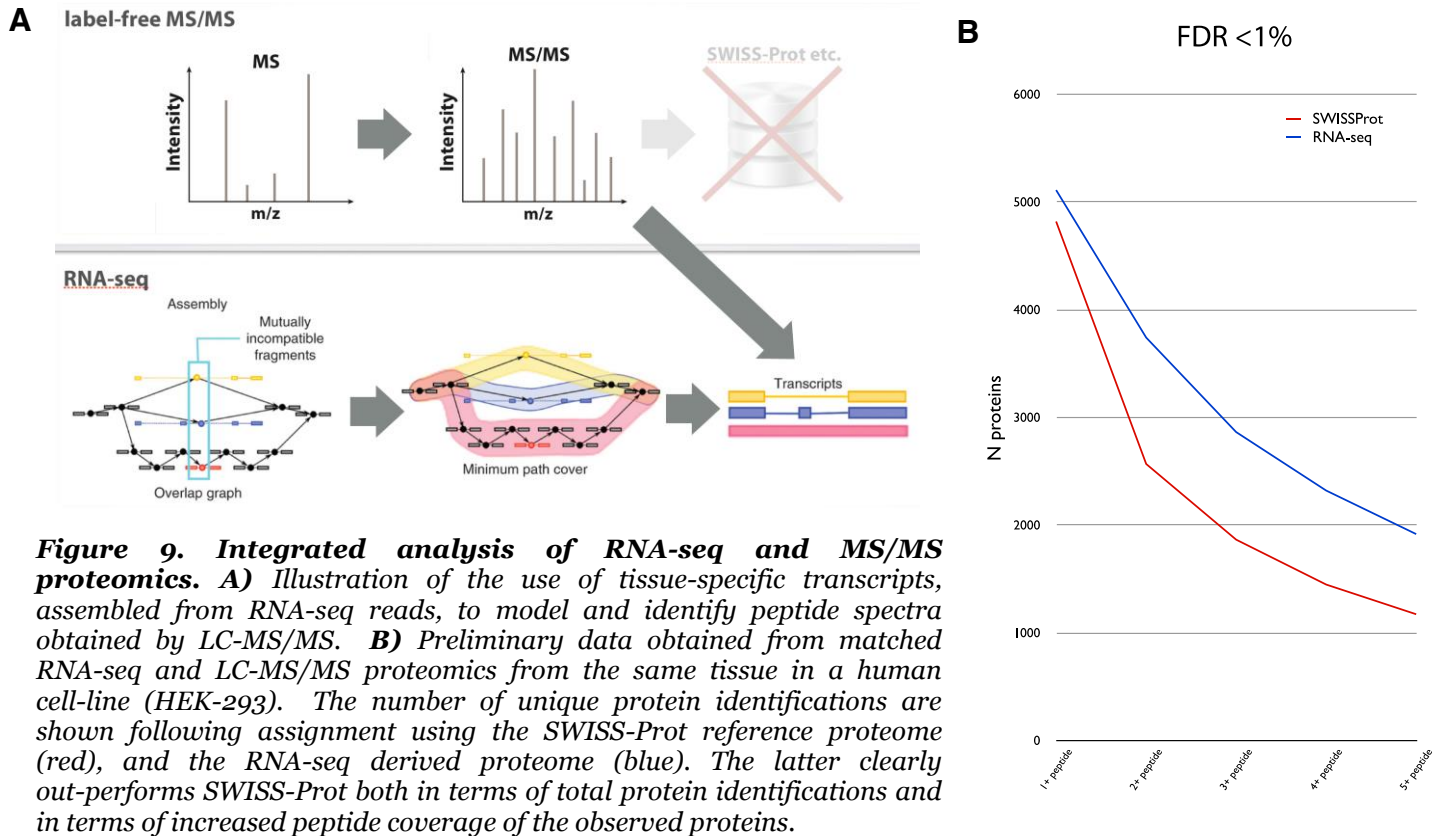 A
label-free MS/MS
MS
Intensity
m/z
MS/MS
Intensity
m/z
SWISS-Prot etc.
RNA-seq
Assembly
Mutually
incompatible
fragments
Overlap graph
Minimum path cover
Transcripts
B
FDR <1%
SWISSProt
RNA-seq
N proteins
6000
5000
4000
3000
2000
1000
0
1+ peptide
2+ peptide
3+ peptide
4+ peptide
5+ peptide
Figure 9. Integrated analysis of RNA-seq and MS/MS
proteomics. A) Illustration of the use of tissue-specific transcripts,
assembled from RNA-seq reads, to model and identify peptide spectra
obtained by LC-MS/MS. B) Preliminary data obtained from matched
RNA-seq and LC-MS/MS proteomics from the same tissue in a human
cell-line (HEK-293). The number of unique protein identifications are
shown following assignment using the SWISS-Prot reference proteome
(red), and the RNA-seq derived proteome (blue). The latter clearly
out-performs SWISS-Prot both in terms of total protein identifications and
in terms of increased peptide coverage of the observed proteins.